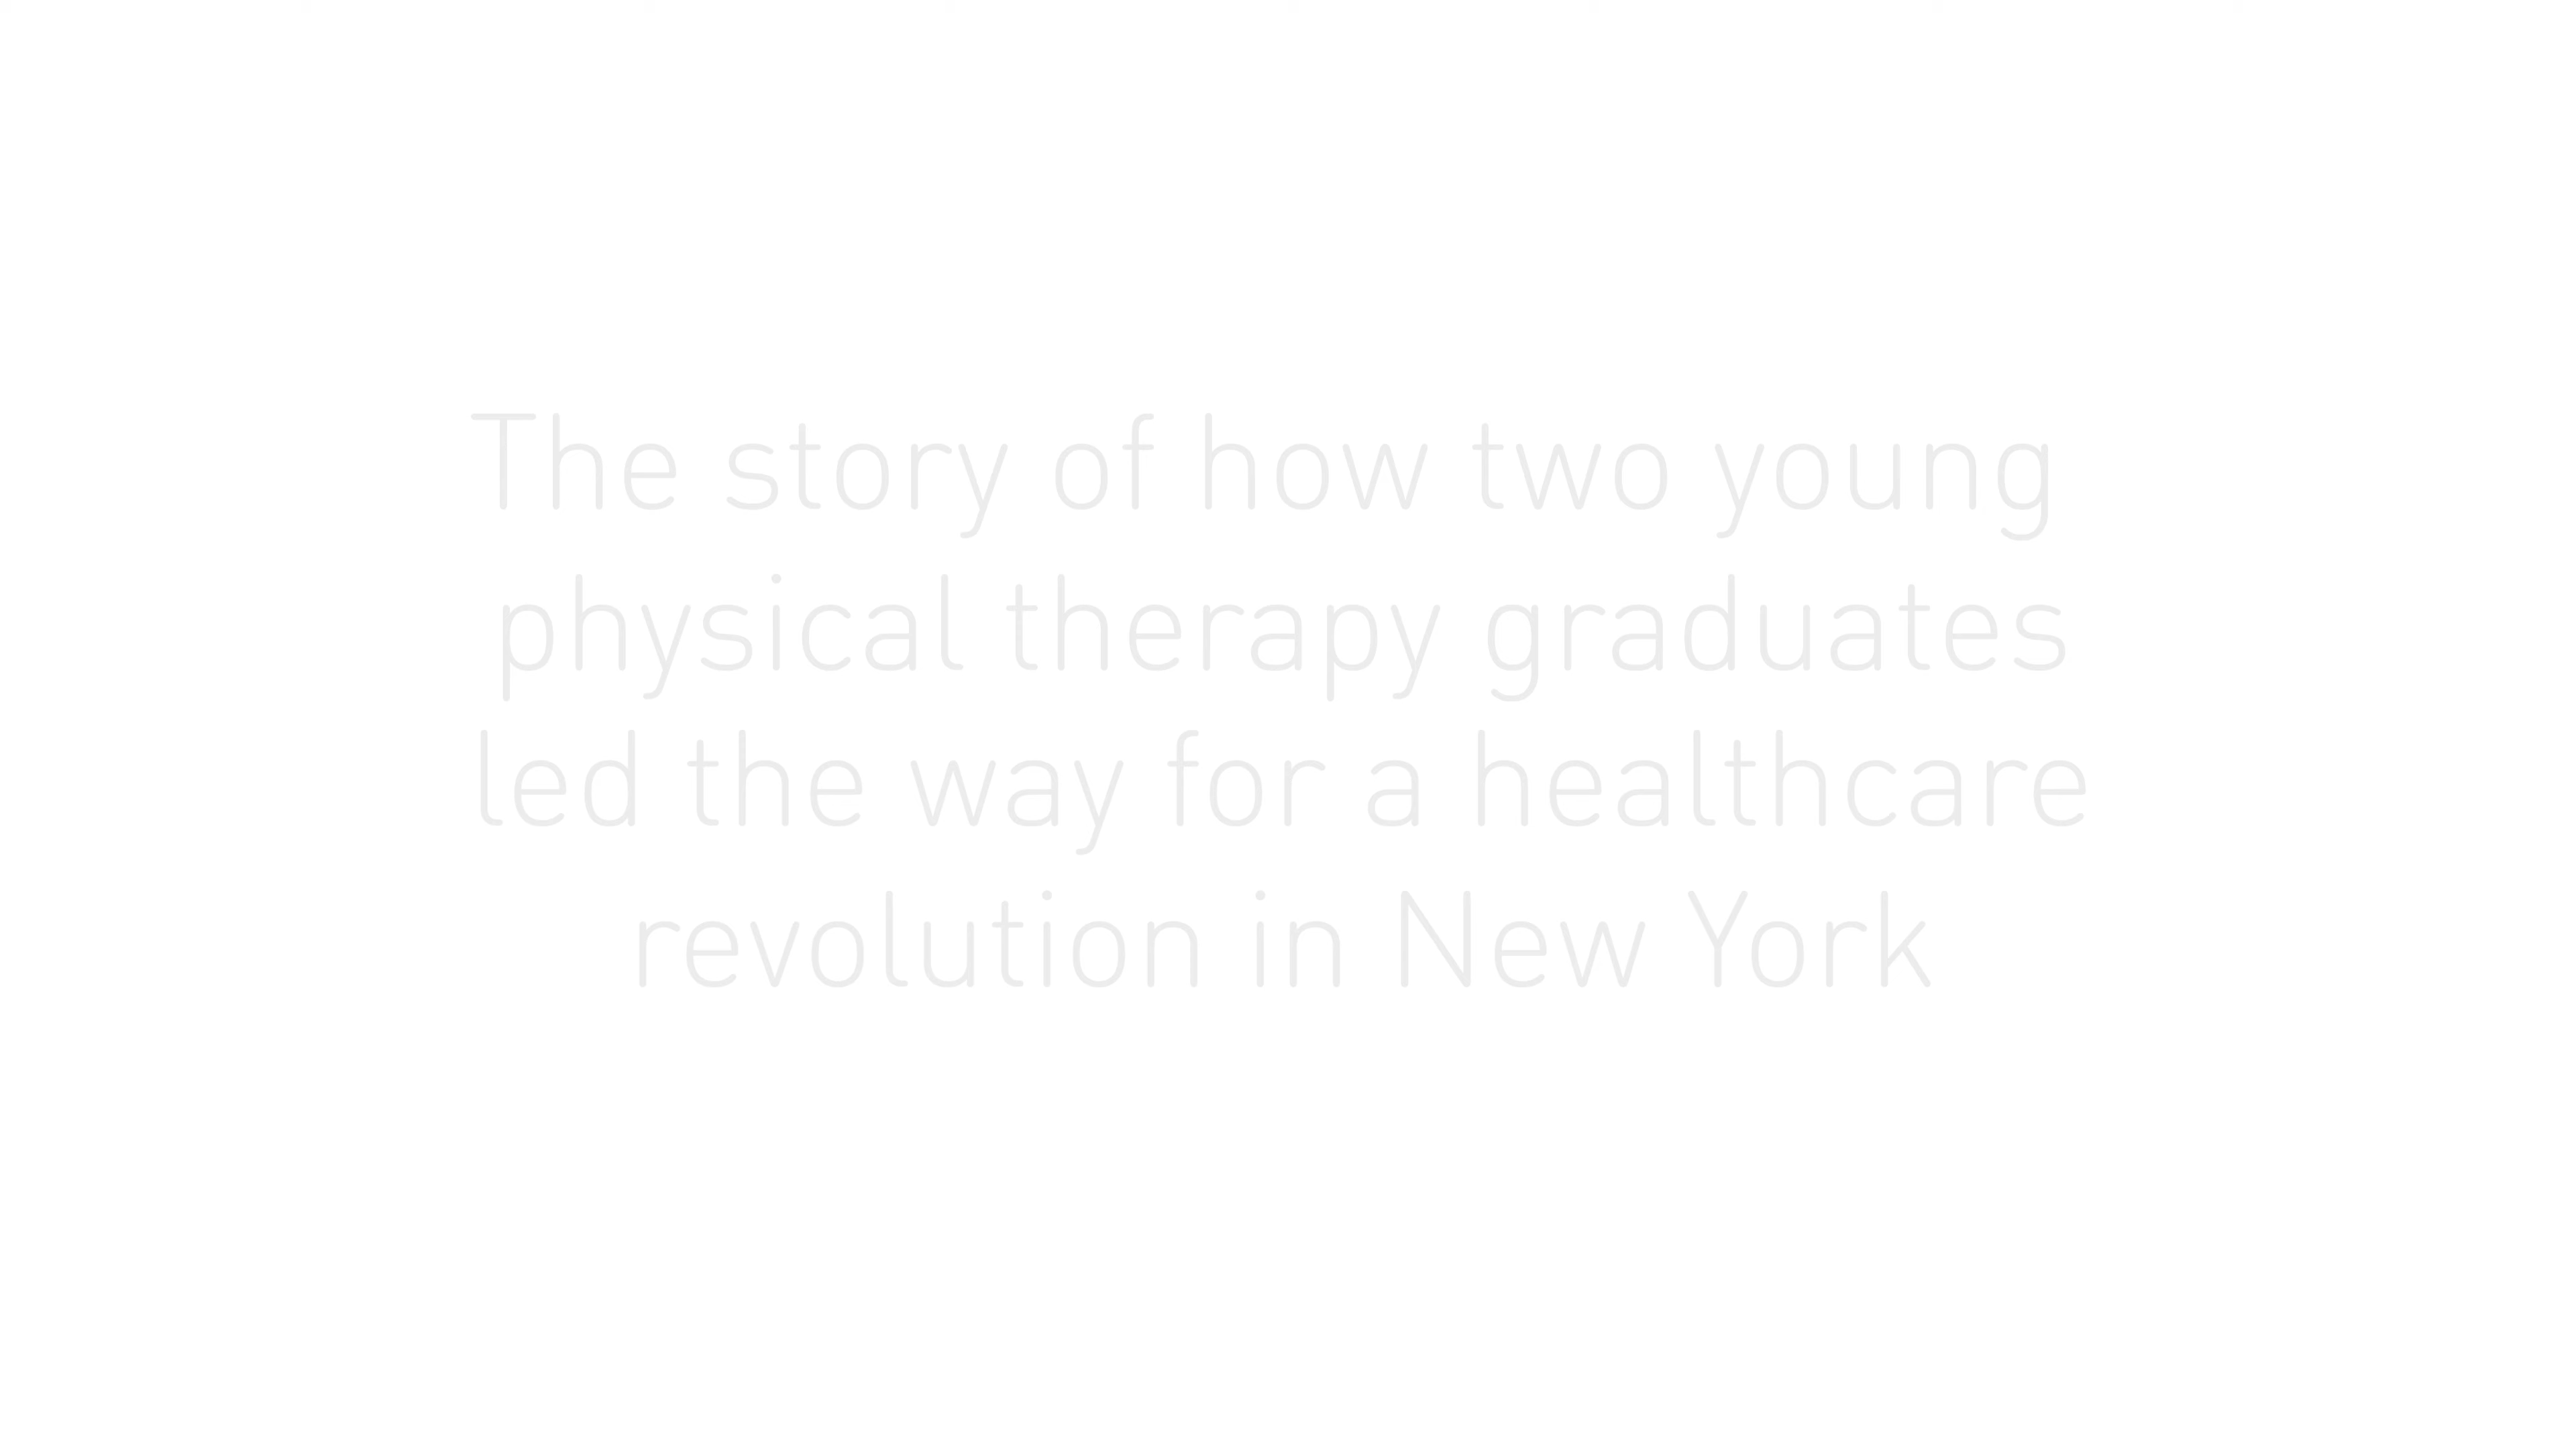 The story of how two young
physical therapy graduates
led the way for a healthcare
revolution in New York